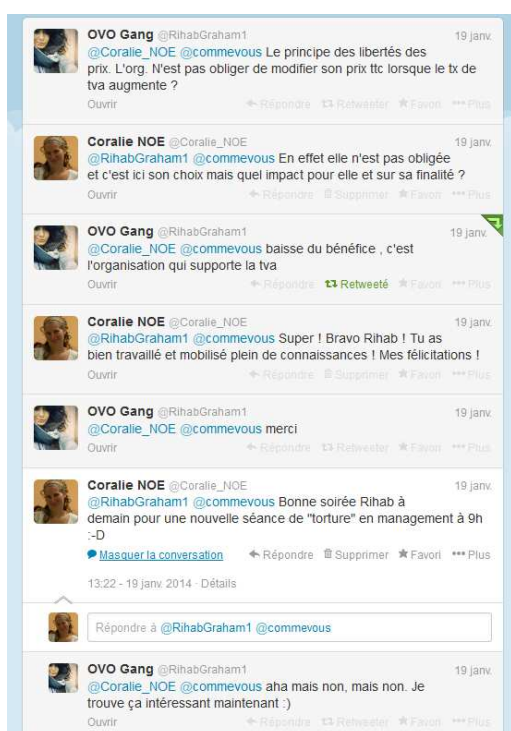 OVO Gang @RihabGraham1 19 janv.
@Coralie_NOE @commevous Le principe des libertés des
prix. L'org. N'est pas obliger de modifier son prix ttc lorsque le tx de
tva augmente ?
Ouvrir Répondre Retweeter Favori Plus
Coralie NOE @Coralie_NOE 19 janv.
@RihabGraham1 @commevous En effet elle n'est pas obligée
et c'est ici son choix mais quel impact pour elle et sur sa finalité ?
Ouvrir Répondre Supprimer Favori Plus
OVO Gang @RihabGraham1 19 janv.
@Coralie_NOE @commevous baisse du bénéfice , c'est
l'organisation qui supporte la tva
Ouvrir Répondre Retweeté Favori Plus
Coralie NOE @Coralie_NOE 19 janv.
@RihabGraham1 @commevous Super ! Bravo Rihab ! Tu as
bien travaillé et mobilisé plein de connaissances ! Mes félicitations !
Ouvrir Répondre Supprimer Favori Plus
OVO Gang @RihabGraham1 19 janv.
@Coralie_NOE @commevous merci
Ouvrir Répondre Retweeter Favori Plus
Coralie NOE @Coralie_NOE 19 janv.
@RihabGraham1 @commevous Bonne soirée Rihab à
demain pour une nouvelle séance de "torture" en management à 9h
:-D
Masquer la conversation Répondre Supprimer Favori Plus
13:22 - 19 janv. 2014 · Détails
Répondre à @RihabGraham1 @commevous
OVO Gang @RihabGraham1 19 janv.
@Coralie_NOE @commevous aha mais non, mais non. Je
trouve ça intéressant maintenant :)
Ouvrir Répondre Retweeter Favori Plus